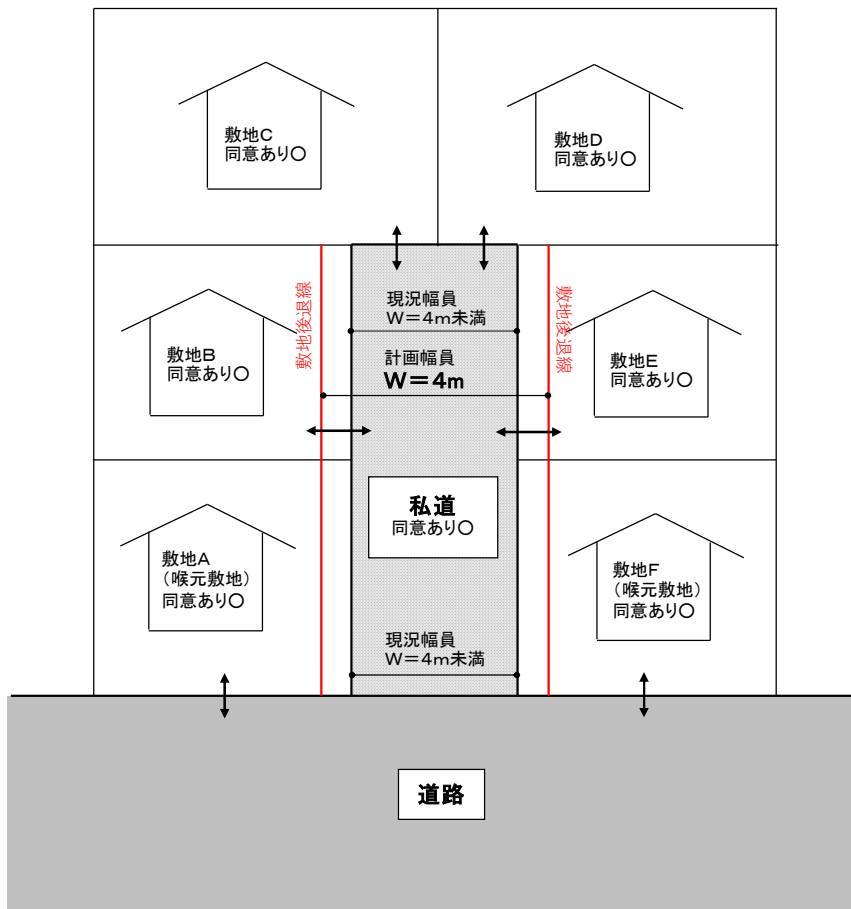 敷地C
同意あり○
敷地D
同意あり○
敷地後退線
現況幅員
W=4m未満
敷地後退線
敷地B
同意あり○
計画幅員
W=4m
敷地E
同意あり○
私道
同意あり○
敷地A
(喉元敷地)
同意あり○
敷地F
(喉元敷地)
同意あり○
現況幅員
W=4m未満
道路